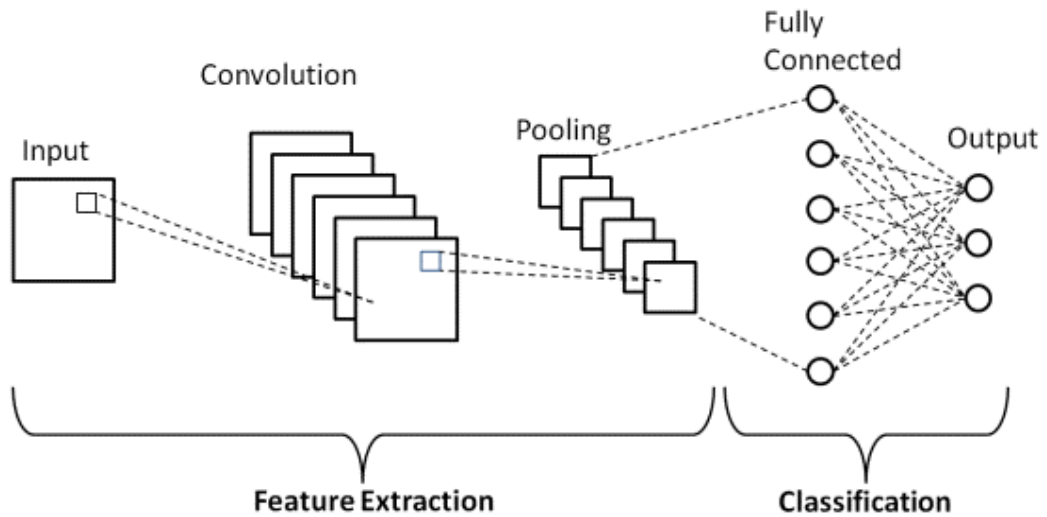 Input
Convolution
Pooling
Fully
Connected
Output
Feature Extraction
Classification